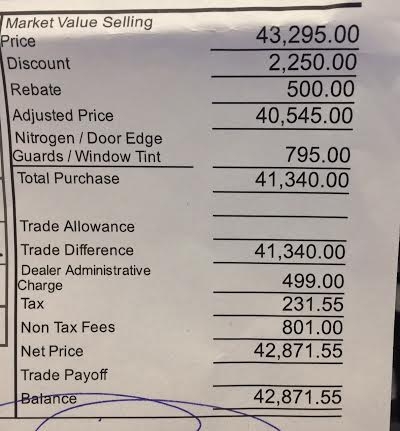 Market Value Selling
Price 43,295.00
Discount 2,250.00
Rebate 500.00
Adjusted Price 40,545.00
Nitrogen / Door Edge
Guards / Window Tint 795.00
Total Purchase 41,340.00
Trade Allowance
Trade Difference 41,340.00
Dealer Administrative
Charge 499.00
Tax 231.55
Non Tax Fees 801.00
Net Price 42,871.55
Trade Payoff
Balance 42,871.55